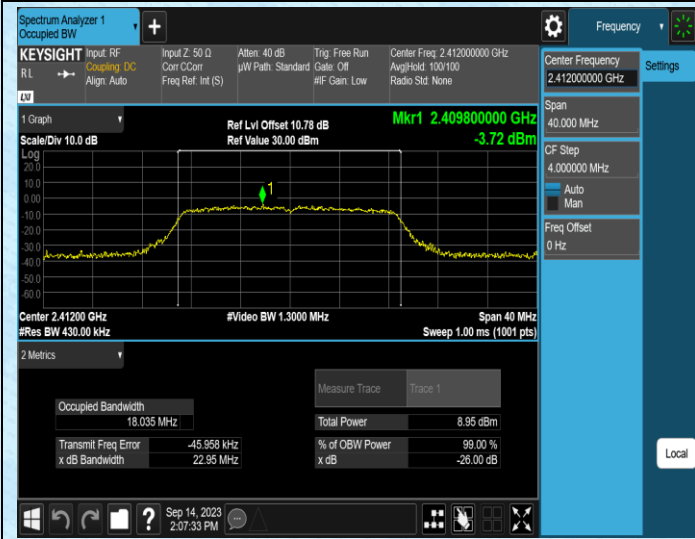 Spectrum Analyzer 1
Occupied BW
+
Frequency
KEYSIGHT
RL
LXI
Input: RF
Coupling: DC
Align: Auto
Input Z: 50 Ω
Corr CCorr
Freq Ref: Int (S)
Atten: 40 dB
µW Path: Standard
Trig: Free Run
Gate: Off
#IF Gain: Low
Center Freq: 2.412000000 GHz
Avg|Hold: 100/100
Radio Std: None
Center Frequency
2.412000000 GHz
Settings
Span
40.000 MHz
CF Step
4.000000 MHz
Auto
Man
Freq Offset
0 Hz
Local
1 Graph
Scale/Div 10.0 dB
Ref Lvl Offset 10.78 dB
Ref Value 30.00 dBm
Mkr1 2.409800000 GHz
-3.72 dBm
Log
20.0
10.0
0.00
-10.0
-20.0
-30.0
-40.0
-50.0
-60.0
1
Center 2.41200 GHz
#Res BW 430.00 kHz
#Video BW 1.3000 MHz
Span 40 MHz
Sweep 1.00 ms (1001 pts)
2 Metrics
Measure Trace
Trace 1
Occupied Bandwidth
18.035 MHz
Total Power
8.95 dBm
Transmit Freq Error
-45.958 kHz
% of OBW Power
99.00 %
x dB Bandwidth
22.95 MHz
x dB
-26.00 dB
?
Sep 14, 2023
2:07:33 PM